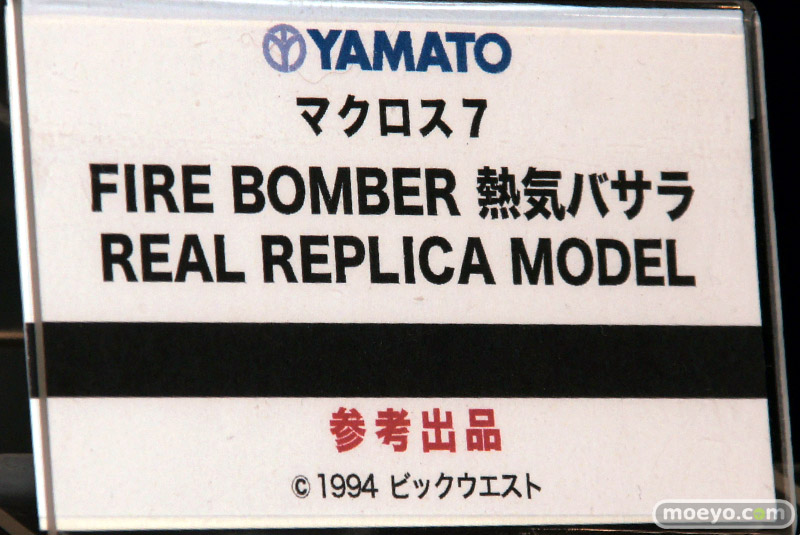 YAMATO
マクロス7
FIRE BOMBER 熱気バサラ
REAL REPLICA MODEL
参考出品
©1994 ビックウエスト
moeyo.com